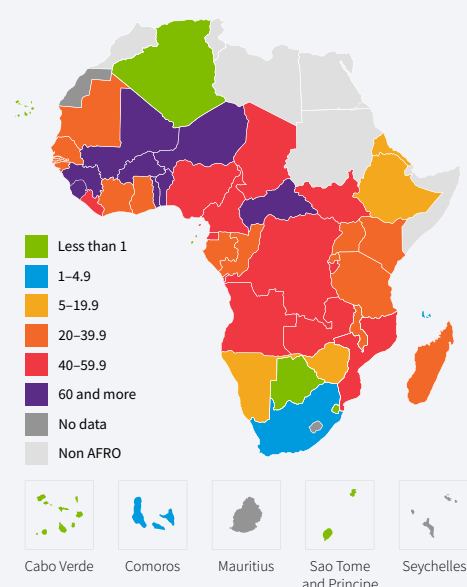 Less than 1
1–4.9
5–19.9
20–39.9
40–59.9
60 and more
No data
Non AFRO
Cabo Verde
Comoros
Mauritius
Sao Tome
and Principe
Seychelles